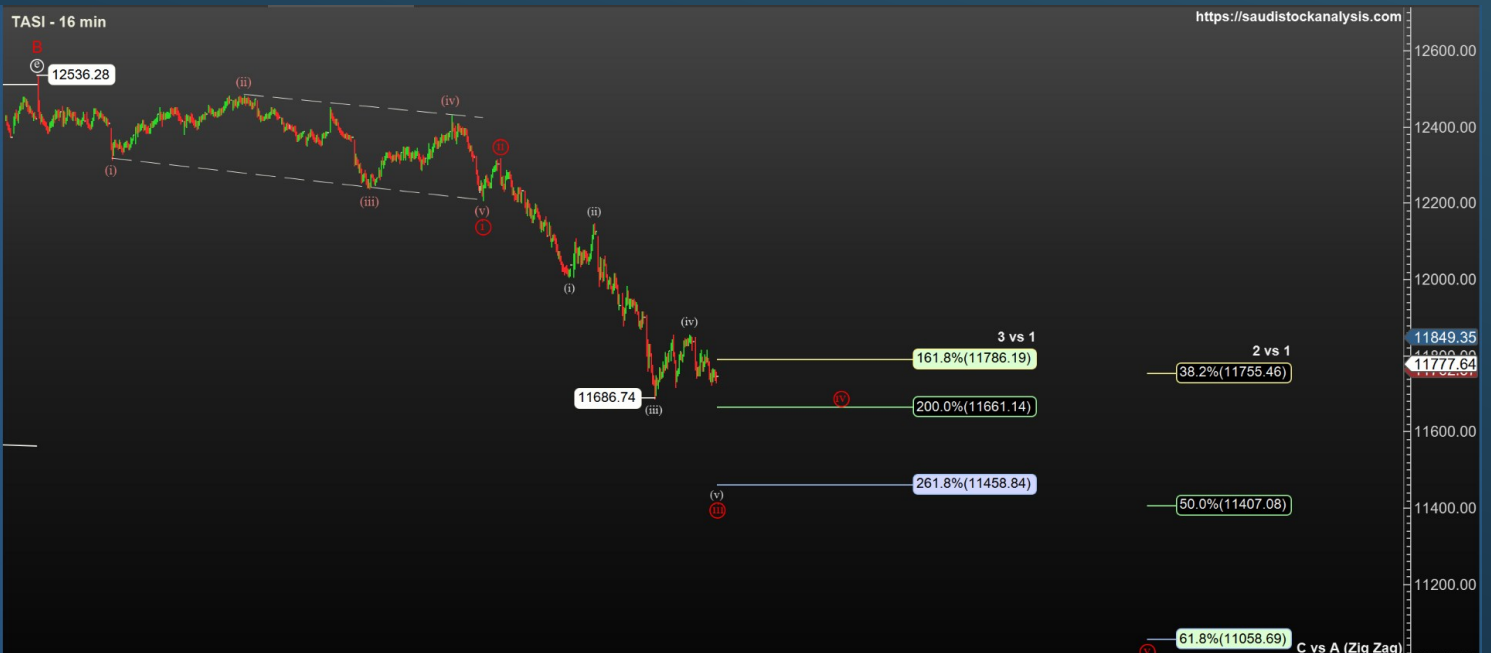 TASI - 16 min
https://saudistockanalysis.com
12600.00
B
e
12536.28
(ii)
(iv)
12400.00
(i)
II
(iii)
12200.00
(v)
I
(ii)
12000.00
(i)
(iv)
3 vs 1
11849.35
161.8%(11786.19)
2 vs 1
11777.64
38.2%(11755.46)
11686.74
(iii)
IV
200.0%(11661.14)
11600.00
261.8%(11458.84)
(v)
III
50.0%(11407.08)
11400.00
11200.00
61.8%(11058.69)
C vs A (Zig Zag)